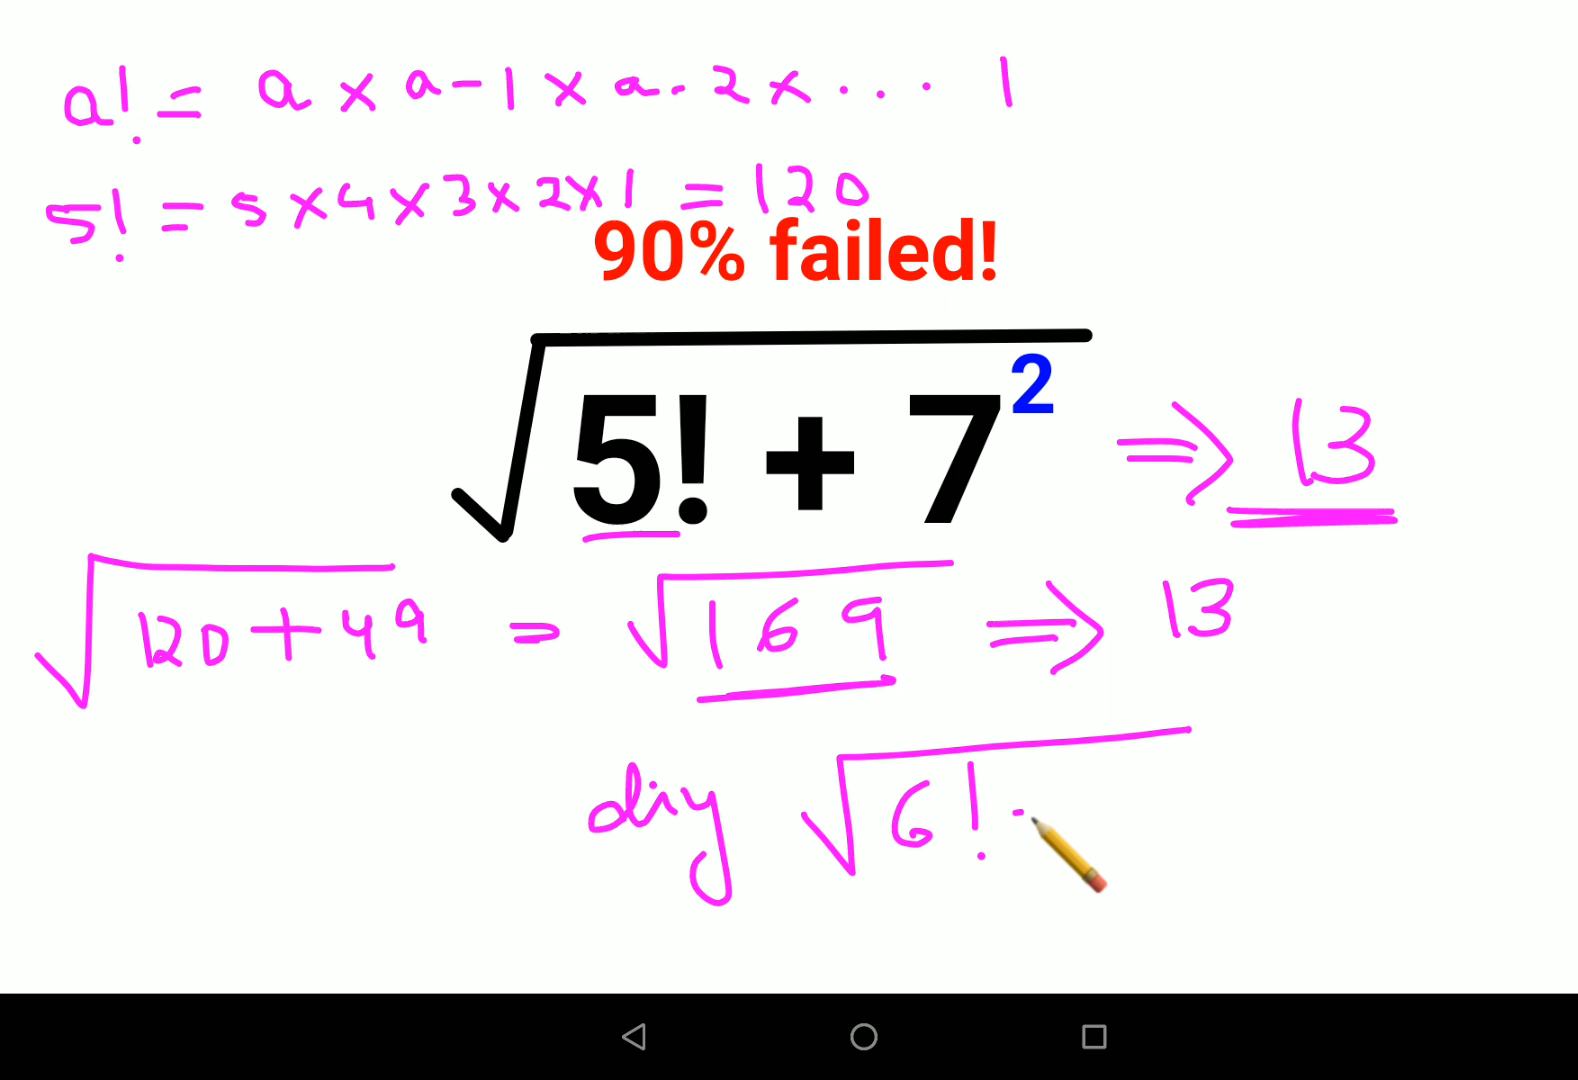 a! = a × a - 1 × a - 2 × . . . 1
5! = 5 × 4 × 3 × 2 × 1 = 120
90% failed!
√5! + 7² ⇒ 13
√120 + 49 = √169 ⇒ 13
diy √6! -